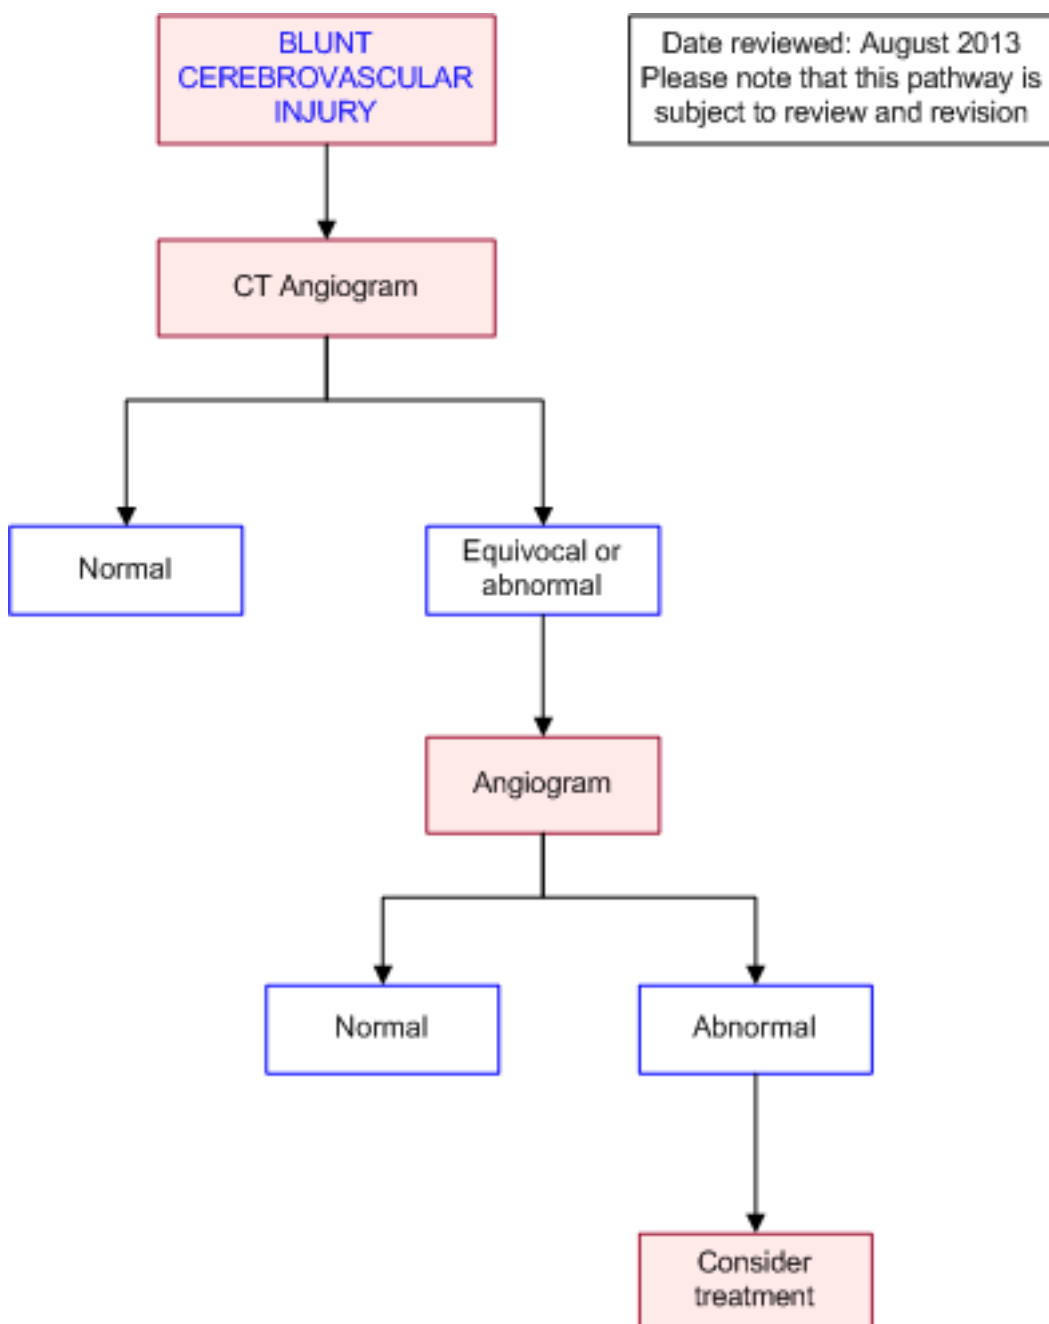 BLUNT
CEREBROVASCULAR
INJURY
Date reviewed: August 2013
Please note that this pathway is
subject to review and revision
CT Angiogram
Normal
Equivocal or
abnormal
Angiogram
Normal
Abnormal
Consider
treatment